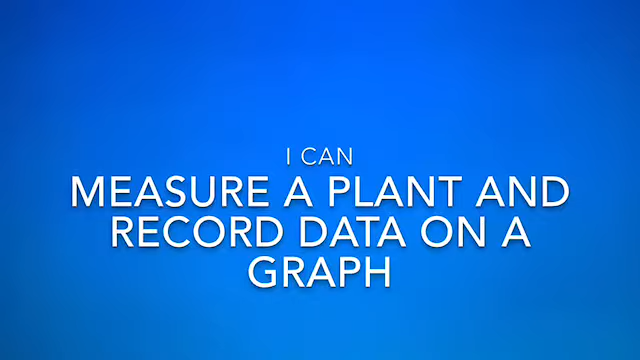 I CAN
MEASURE A PLANT AND
RECORD DATA ON A
GRAPH